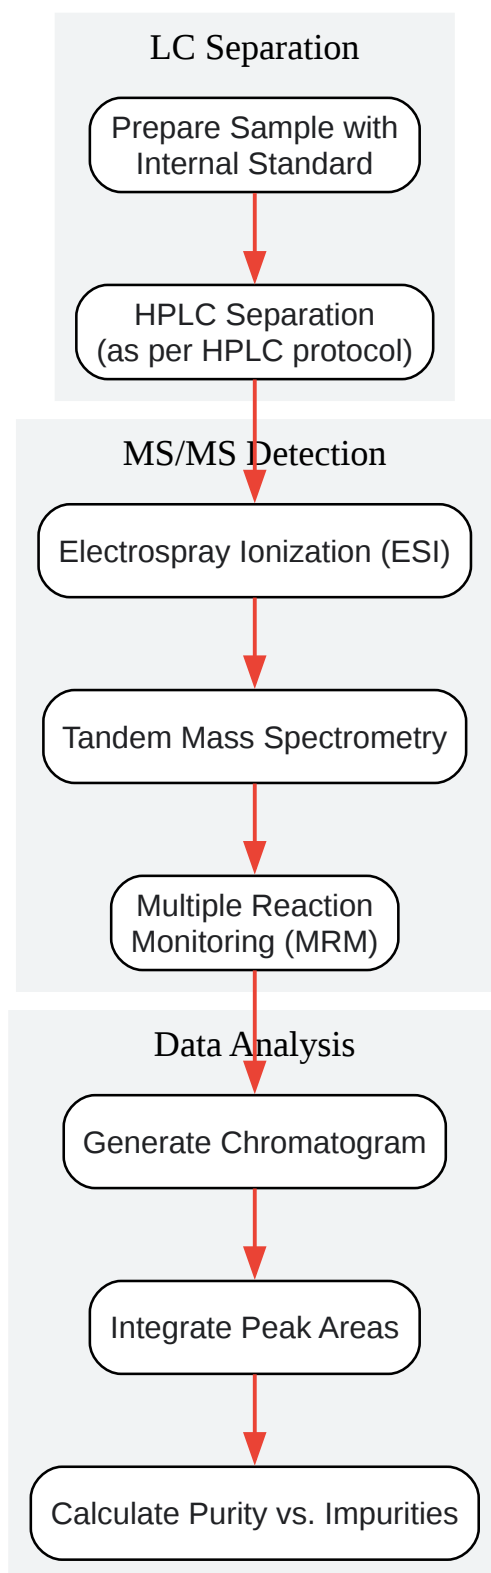 LC Separation
Prepare Sample with
Internal Standard
HPLC Separation
(as per HPLC protocol)
MS/MS Detection
Electrospray Ionization (ESI)
Tandem Mass Spectrometry
Multiple Reaction
Monitoring (MRM)
Data Analysis
Generate Chromatogram
Integrate Peak Areas
Calculate Purity vs. Impurities